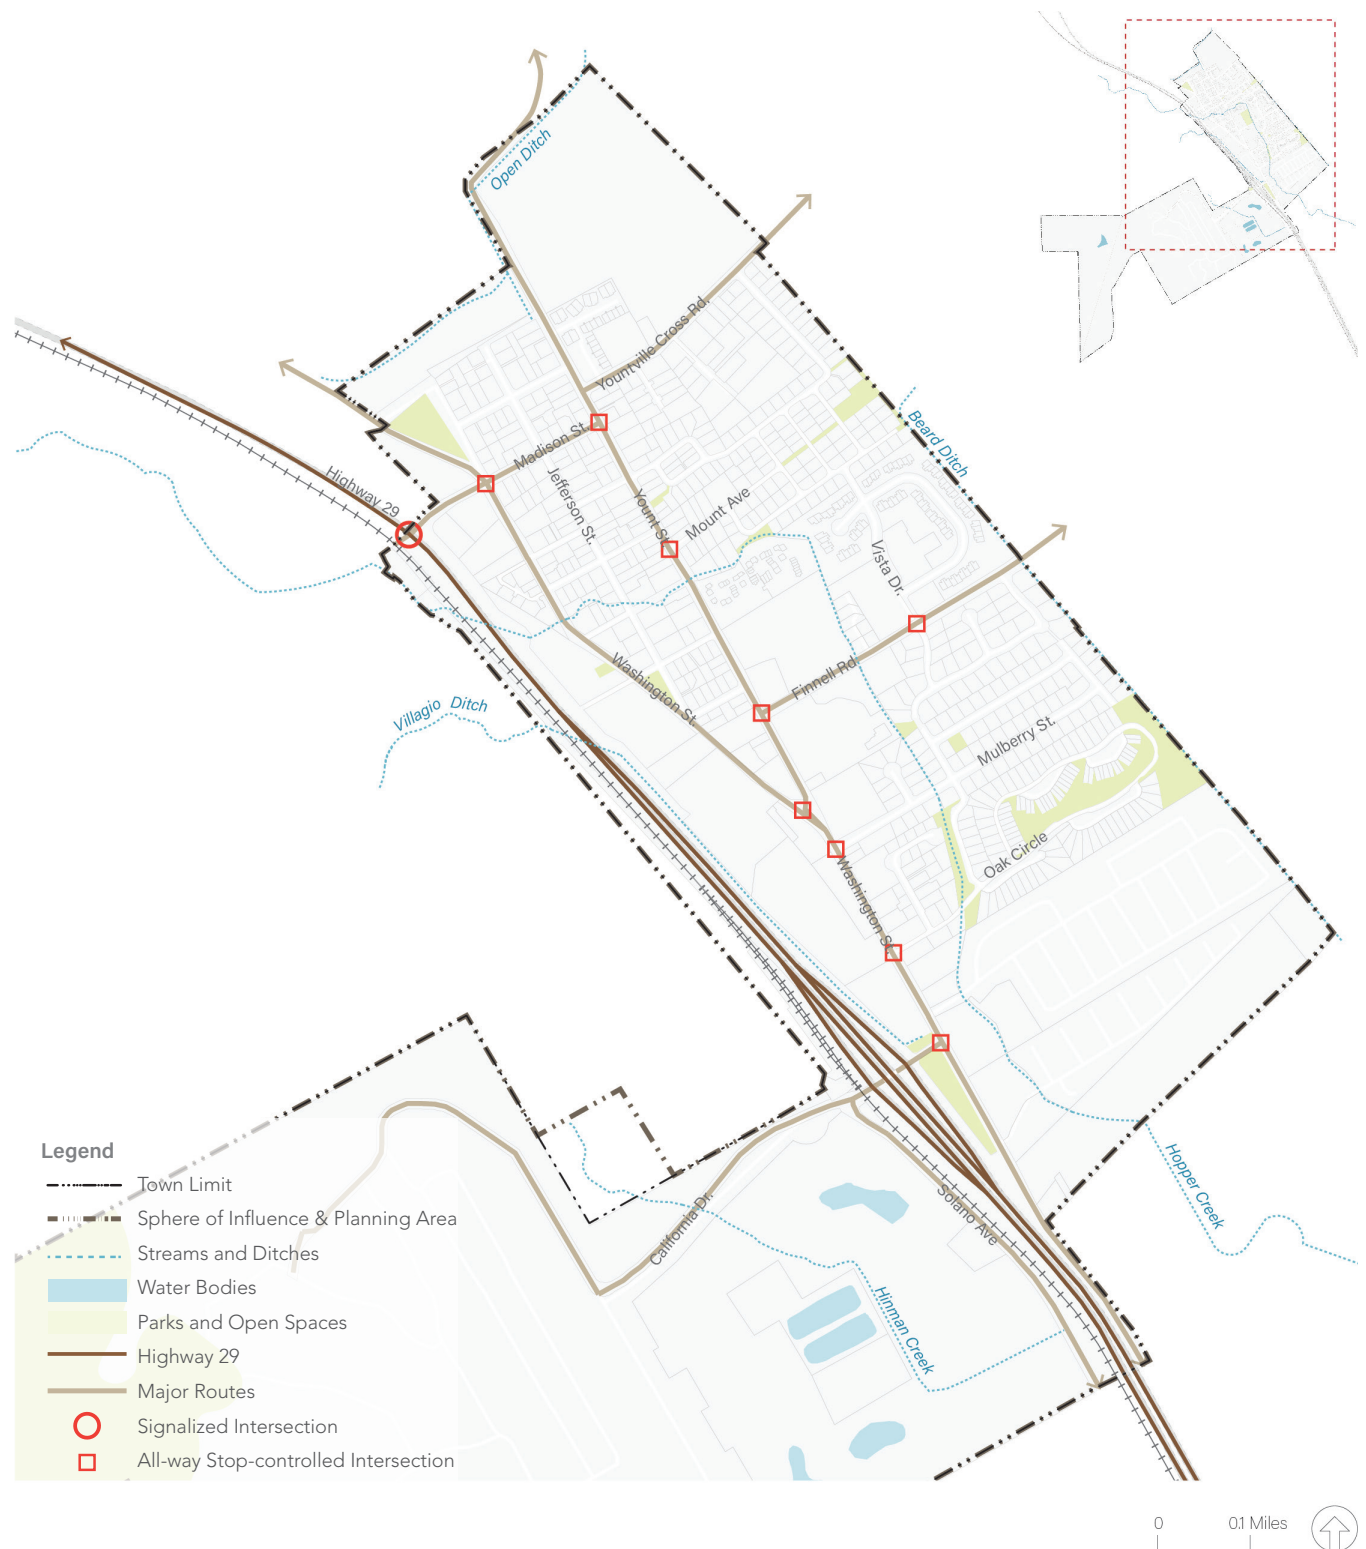 Open Ditch
Yountville Cross Rd.
Highway 29
Madison St.
Jefferson St.
Yount St.
Mount Ave
Beard Ditch
Vista Dr.
Washington St.
Finnell Rd
Villagio Ditch
Mulberry St.
Oak Circle
Washington St.
California Dr.
Solano Ave
Hopper Creek
Hinman Creek
Legend
Town Limit
Sphere of Influence & Planning Area
Streams and Ditches
Water Bodies
Parks and Open Spaces
Highway 29
Major Routes
Signalized Intersection
All-way Stop-controlled Intersection
0 0.1 Miles